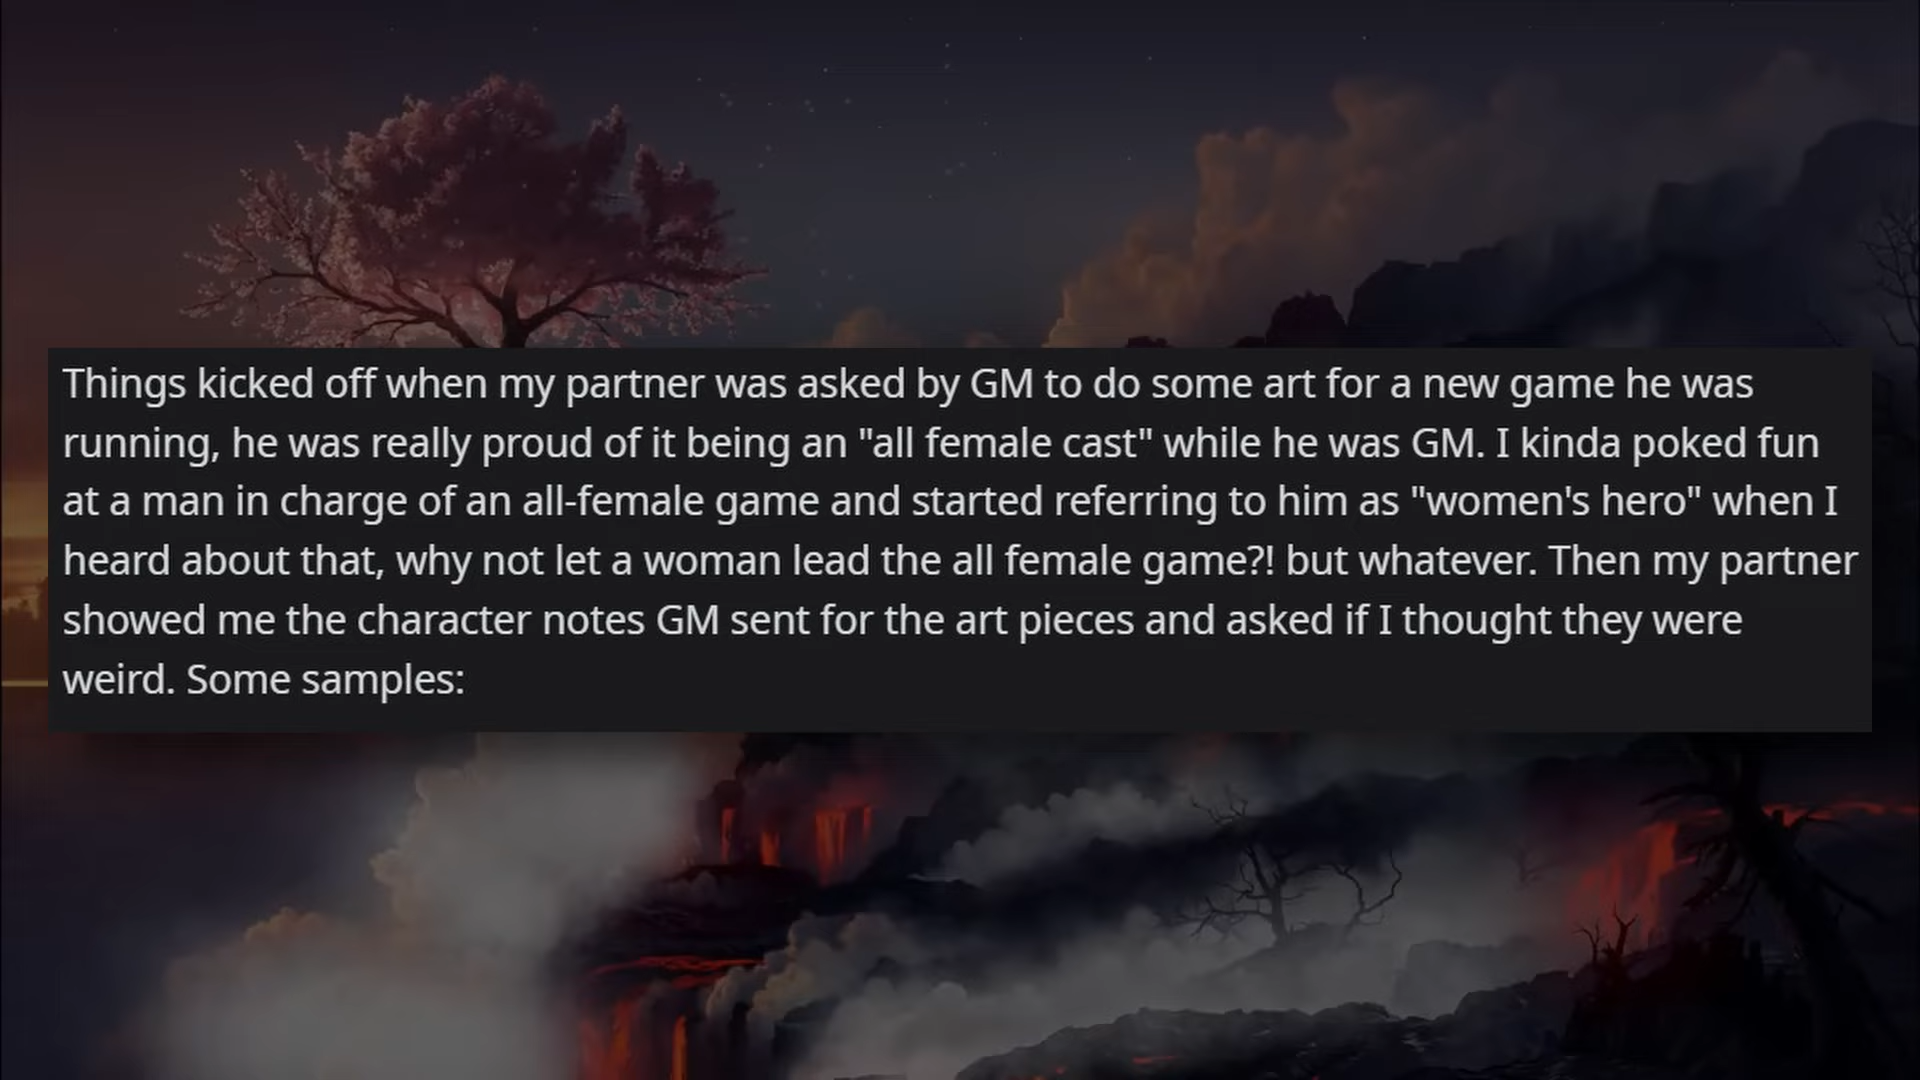 Things kicked off when my partner was asked by GM to do some art for a new game he was
running, he was really proud of it being an "all female cast" while he was GM. I kinda poked fun
at a man in charge of an all-female game and started referring to him as "women's hero" when I
heard about that, why not let a woman lead the all female game?! but whatever. Then my partner
showed me the character notes GM sent for the art pieces and asked if I thought they were
weird. Some samples: